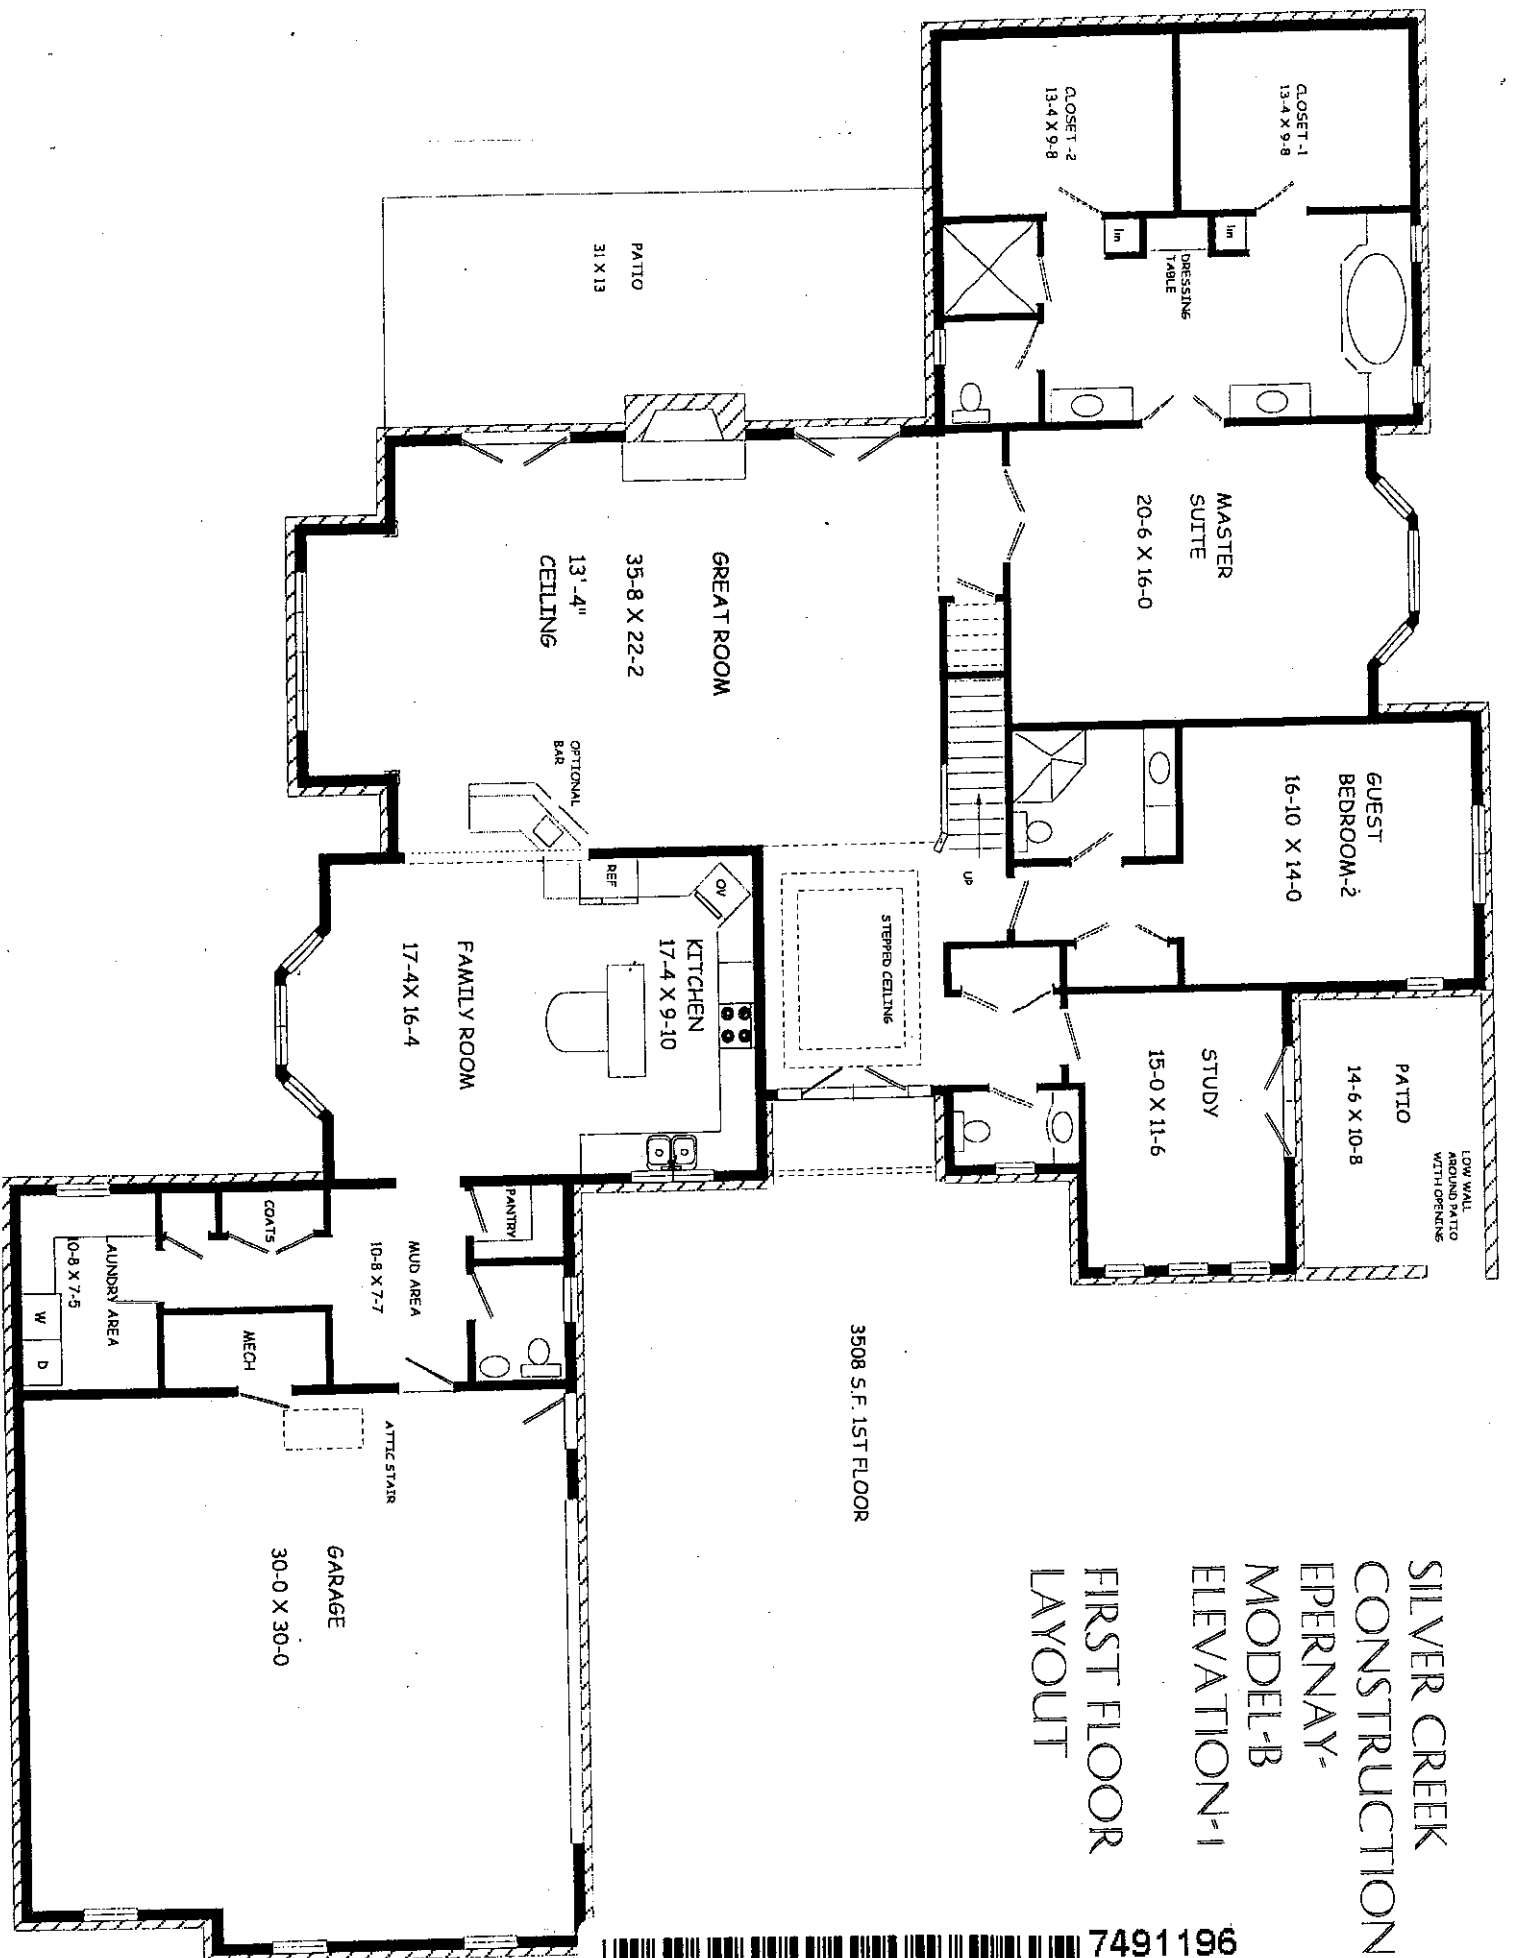 SILVER CREEK
CONSTRUCTION
EPERNAY-
MODEL-B
ELEVATION-1
FIRST FLOOR
LAYOUT
7491196
LOW WALL
AROUND PATIO
WITH OPENING
PATIO
14-6 X 10-8
STUDY
15-0 X 11-6
GUEST
BEDROOM-2
16-10 X 14-0
MASTER
SUITE
20-6 X 16-0
CLOSET -1
13-4 X 9-8
CLOSET -2
13-4 X 9-8
lin
lin
DRESSING
TABLE
UP
STEPPED CEILING
GREAT ROOM
35-8 X 22-2
13'-4"
CEILING
PATIO
31 X 13
OPTIONAL
BAR
REF
OV
KITCHEN
17-4 X 9-10
FAMILY ROOM
17-4X 16-4
PANTRY
MUD AREA
10-8 X 7-7
COATS
MECH
LAUNDRY AREA
10-8 X 7-5
W
D
ATTIC STAIR
GARAGE
30-0 X 30-0
3508 S.F. 1ST FLOOR